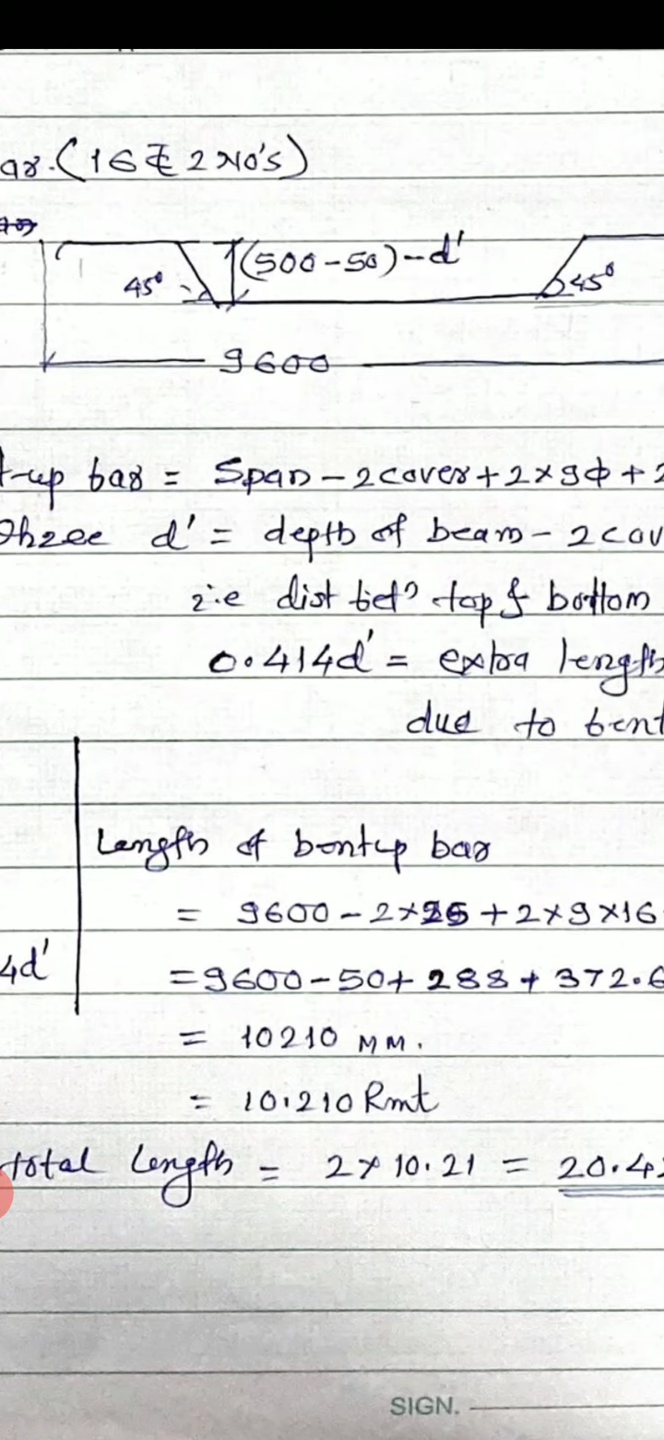 ar. (16 Ф 2 No's)
(500-50)-d'
45°
45°
9600
t-up bar = Span - 2cover + 2×9ф + 2
Where d' = depth of beam - 2cov
i.e dist betn top & bottom
0.414d' = extra length
due to bent
Length of bentup bar
= 9600 - 2×25 + 2×9×16
4d'
= 9600 - 50 + 288 + 372.6
= 10210 MM.
= 10.210 Rmt
total length = 2 × 10.21 = 20.42
SIGN.